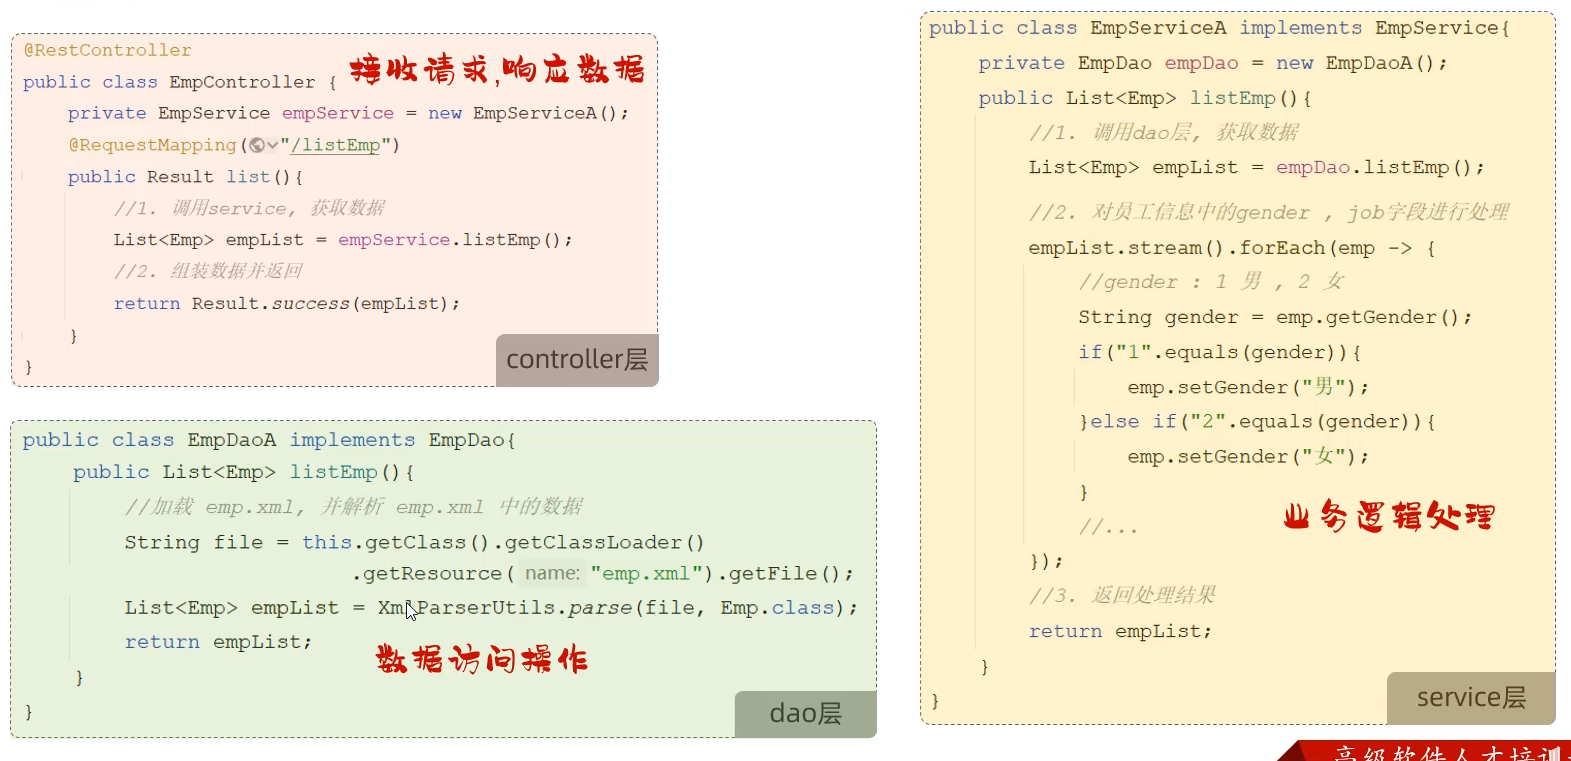 @RestController
接收请求,响应数据
public class EmpController {
private EmpService empService = new EmpServiceA();
@RequestMapping("/listEmp")
public Result list(){
//1. 调用service, 获取数据
List<Emp> empList = empService.listEmp();
//2. 组装数据并返回
return Result.success(empList);
}
}
controller层
public class EmpDaoA implements EmpDao{
public List<Emp> listEmp(){
//加载 emp.xml, 并解析 emp.xml 中的数据
String file = this.getClass().getClassLoader()
.getResource( name: "emp.xml").getFile();
List<Emp> empList = XmlParserUtils.parse(file, Emp.class);
return empList;
数据访问操作
}
}
dao层
public class EmpServiceA implements EmpService{
private EmpDao empDao = new EmpDaoA();
public List<Emp> listEmp(){
//1. 调用dao层, 获取数据
List<Emp> empList = empDao.listEmp();
//2. 对员工信息中的gender , job字段进行处理
empList.stream().forEach(emp -> {
//gender : 1 男 , 2 女
String gender = emp.getGender();
if("1".equals(gender)){
emp.setGender("男");
}else if("2".equals(gender)){
emp.setGender("女");
}
业务逻辑处理
//...
});
//3. 返回处理结果
return empList;
}
}
service层
高级软件人才培训